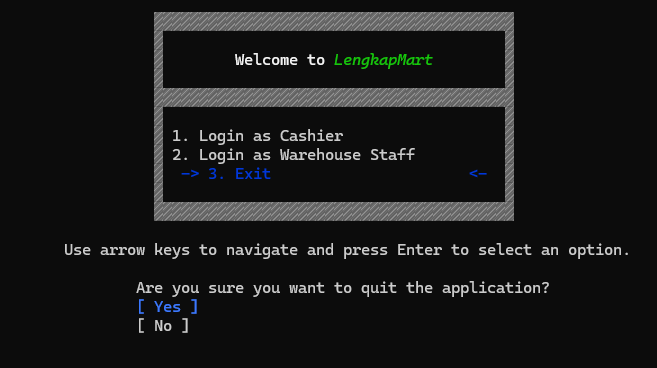 Welcome to LengkapMart
1. Login as Cashier
2. Login as Warehouse Staff
-> 3. Exit <-
Use arrow keys to navigate and press Enter to select an option.
Are you sure you want to quit the application?
[ Yes ]
[ No ]